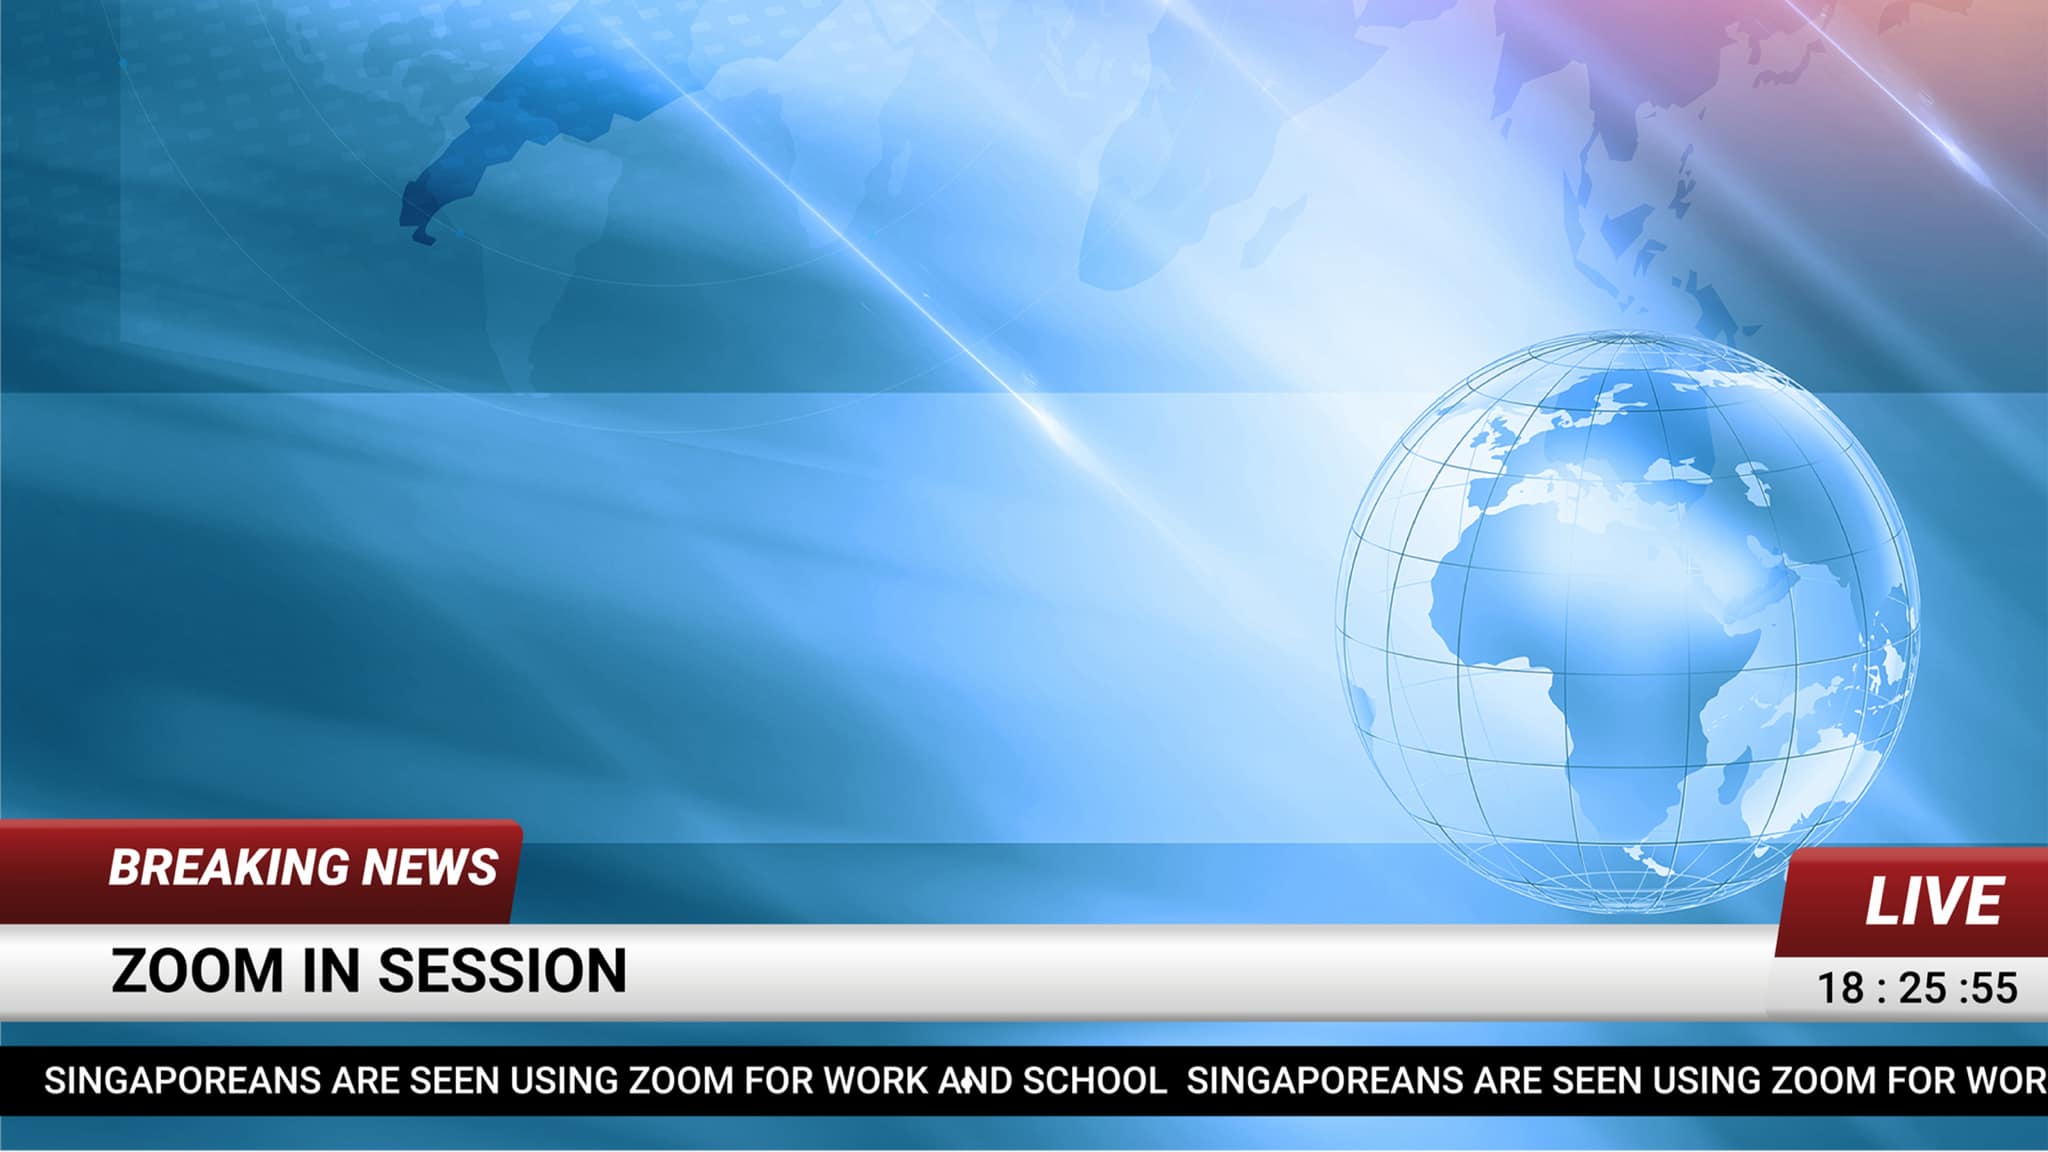 BREAKING NEWS
LIVE
ZOOM IN SESSION
18 : 25 :55
SINGAPOREANS ARE SEEN USING ZOOM FOR WORK AND SCHOOL SINGAPOREANS ARE SEEN USING ZOOM FOR WOR